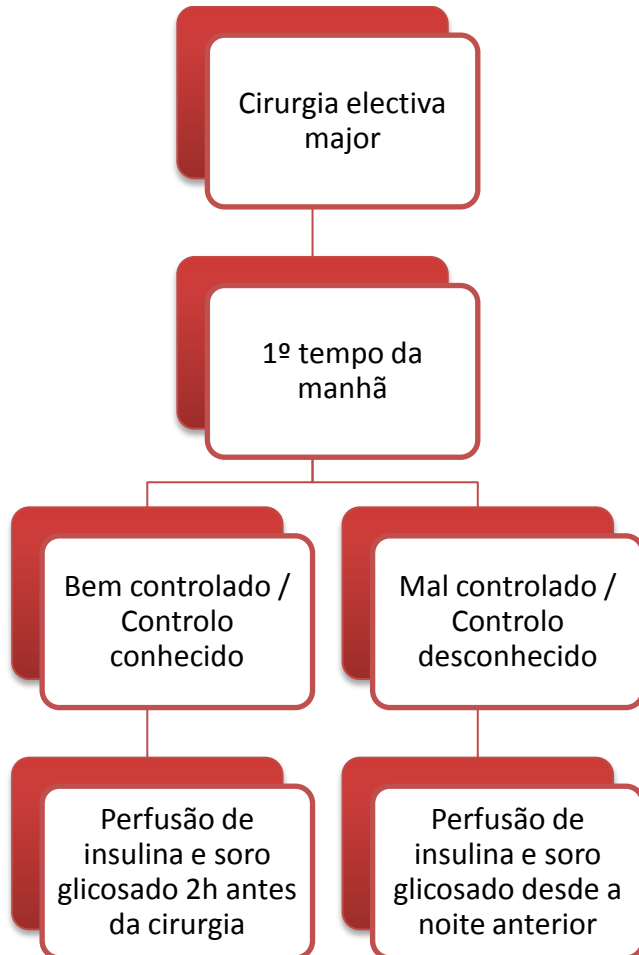 Cirurgia electiva
major
1º tempo da
manhã
Bem controlado /
Controlo
conhecido
Mal controlado /
Controlo
desconhecido
Perfusão de
insulina e soro
glicosado 2h antes
da cirurgia
Perfusão de
insulina e soro
glicosado desde a
noite anterior